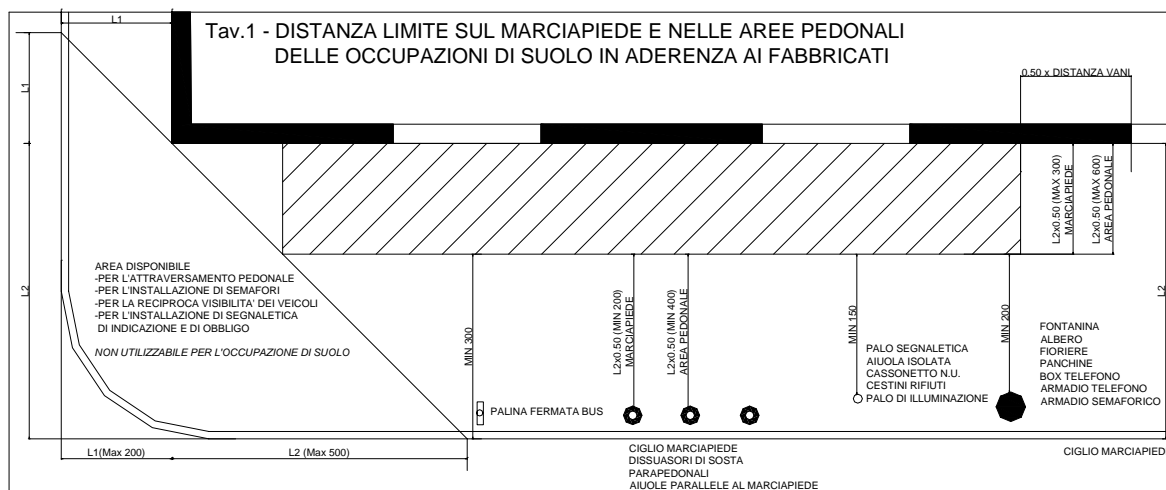 L1
Tav.1 - DISTANZA LIMITE SUL MARCIAPIEDE E NELLE AREE PEDONALI
DELLE OCCUPAZIONI DI SUOLO IN ADERENZA AI FABBRICATI
0.50 x DISTANZA VANI
L1
L2x0.50 (MAX 300)
MARCIAPIEDE
L2x0.50 (MAX 600)
AREA PEDONALE
L2
L2
AREA DISPONIBILE
-PER L'ATTRAVERSAMENTO PEDONALE
-PER L'INSTALLAZIONE DI SEMAFORI
-PER LA RECIPROCA VISIBILITA' DEI VEICOLI
-PER L'INSTALLAZIONE DI SEGNALETICA
DI INDICAZIONE E DI OBBLIGO
NON UTILIZZABILE PER L'OCCUPAZIONE DI SUOLO
MIN 300
L2x0.50 (MIN 200)
MARCIAPIEDE
L2x0.50 (MIN 400)
AREA PEDONALE
MIN 150
MIN 200
PALO SEGNALETICA
AIUOLA ISOLATA
CASSONETTO N.U.
CESTINI RIFIUTI
PALO DI ILLUMINAZIONE
FONTANINA
ALBERO
FIORIERE
PANCHINE
BOX TELEFONO
ARMADIO TELEFONO
ARMADIO SEMAFORICO
PALINA FERMATA BUS
L1(Max 200)
L2 (Max 500)
CIGLIO MARCIAPIEDE
DISSUASORI DI SOSTA
PARAPEDONALI
AIUOLE PARALLELE AL MARCIAPIEDE
CIGLIO MARCIAPIED